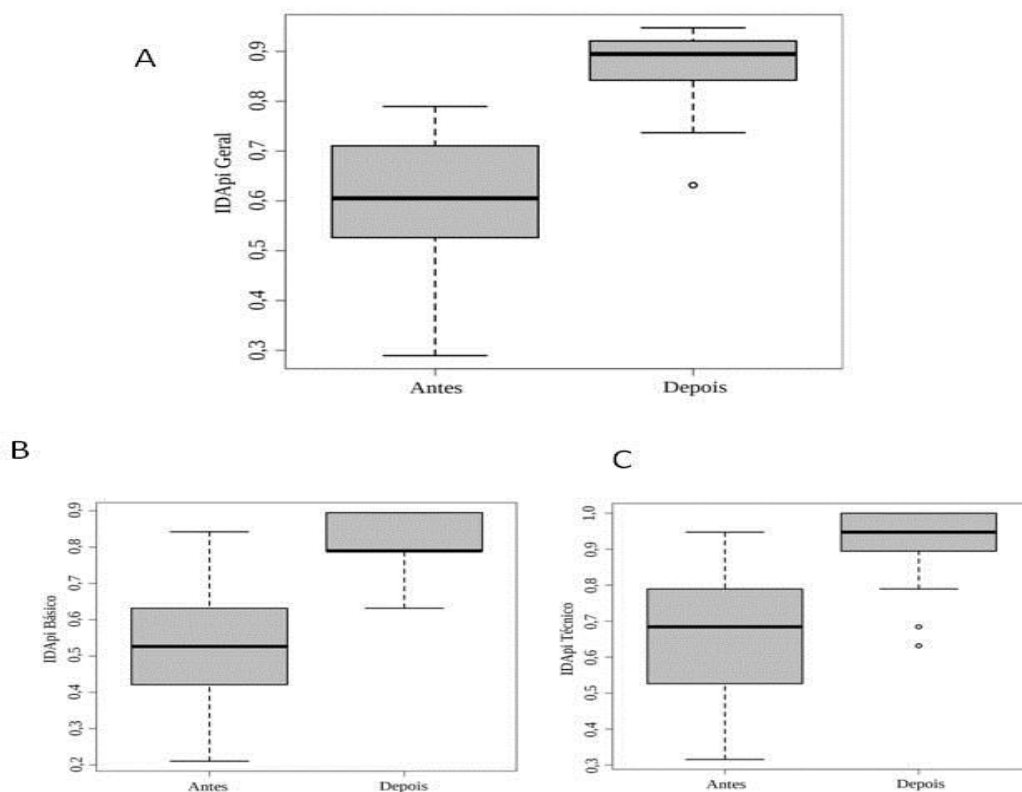 A
IDApi Geral
0,9
0,8
0,7
0,6
0,5
0,4
0,3
Antes Depois
B
IDApi Básico
0,9
0,8
0,7
0,6
0,5
0,4
0,3
0,2
Antes Depois
C
IDApi Técnico
1,0
0,9
0,8
0,7
0,6
0,5
0,4
0,3
Antes Depois